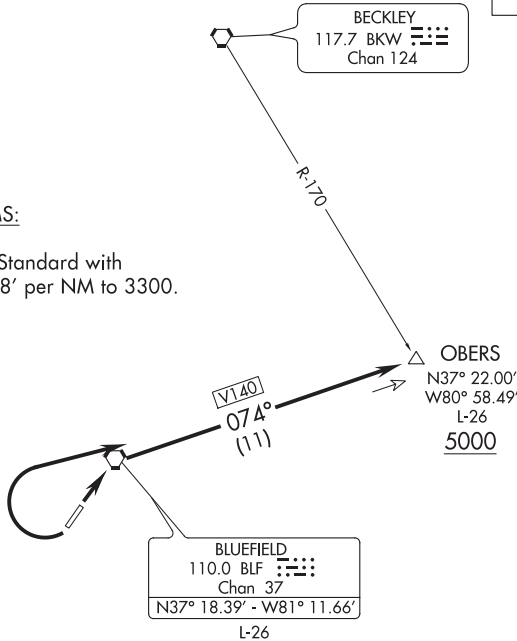 BECKLEY
117.7 BKW
Chan 124
R-170
Standard with
8' per NM to 3300.
OBERS
N37° 22.00'
W80° 58.49'
L-26
5000
V140
074°
(11)
BLUEFIELD
110.0 BLF
Chan 37
N37° 18.39' - W81° 11.66'
L-26